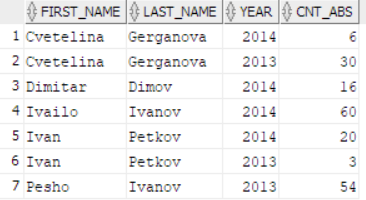 FIRST_NAME LAST_NAME YEAR CNT_ABS
1 Cvetelina Gerganova 2014 6
2 Cvetelina Gerganova 2013 30
3 Dimitar Dimov 2014 16
4 Ivailo Ivanov 2014 60
5 Ivan Petkov 2014 20
6 Ivan Petkov 2013 3
7 Pesho Ivanov 2013 54